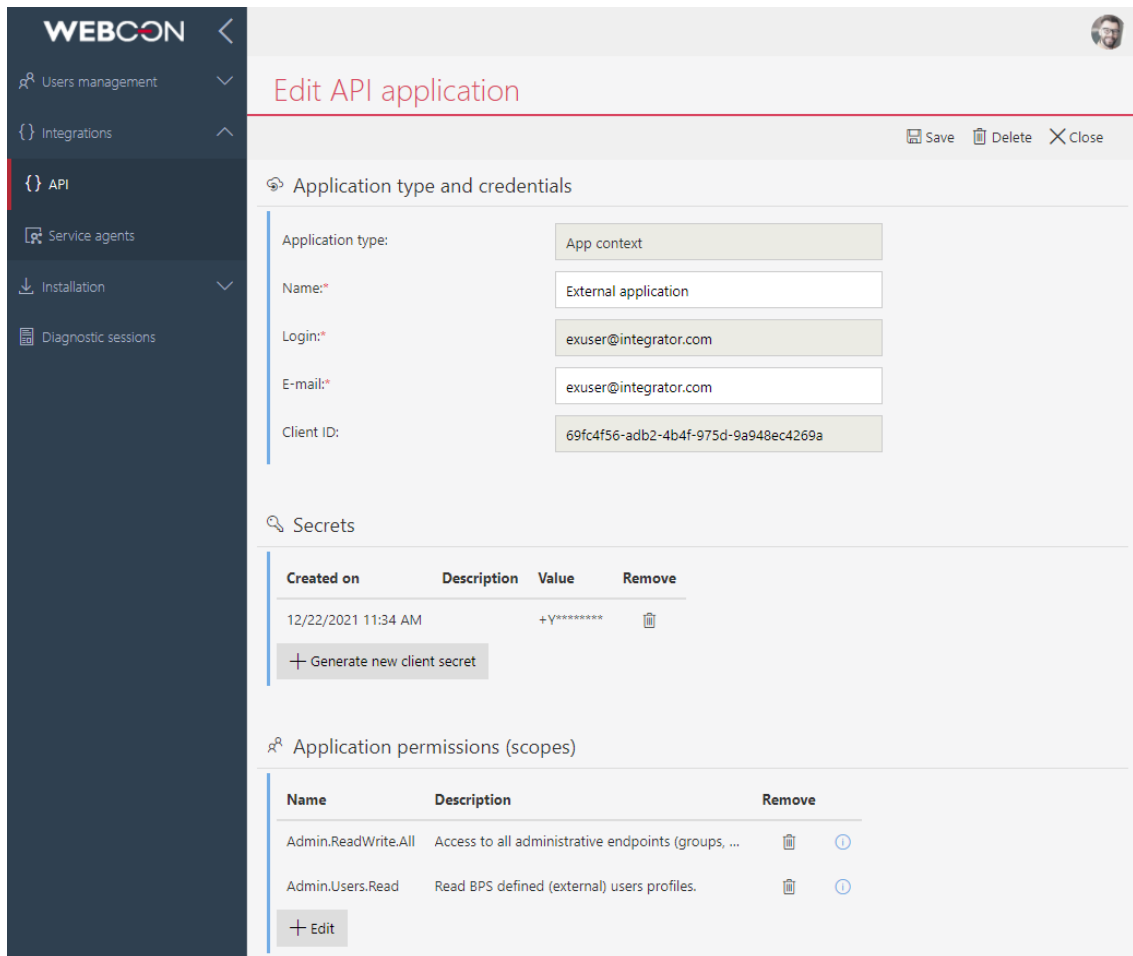 WEBCON
Users management
{ } Integrations
{ } API
Service agents
Installation
Diagnostic sessions
Edit API application
Save Delete Close
Application type and credentials
Application type: App context
Name:* External application
Login:* exuser@integrator.com
E-mail:* exuser@integrator.com
Client ID: 69fc4f56-adb2-4b4f-975d-9a948ec4269a
Secrets
Created on Description Value Remove
12/22/2021 11:34 AM +Y********
+ Generate new client secret
Application permissions (scopes)
Name Description Remove
Admin.ReadWrite.All Access to all administrative endpoints (groups, ...
Admin.Users.Read Read BPS defined (external) users profiles.
+ Edit